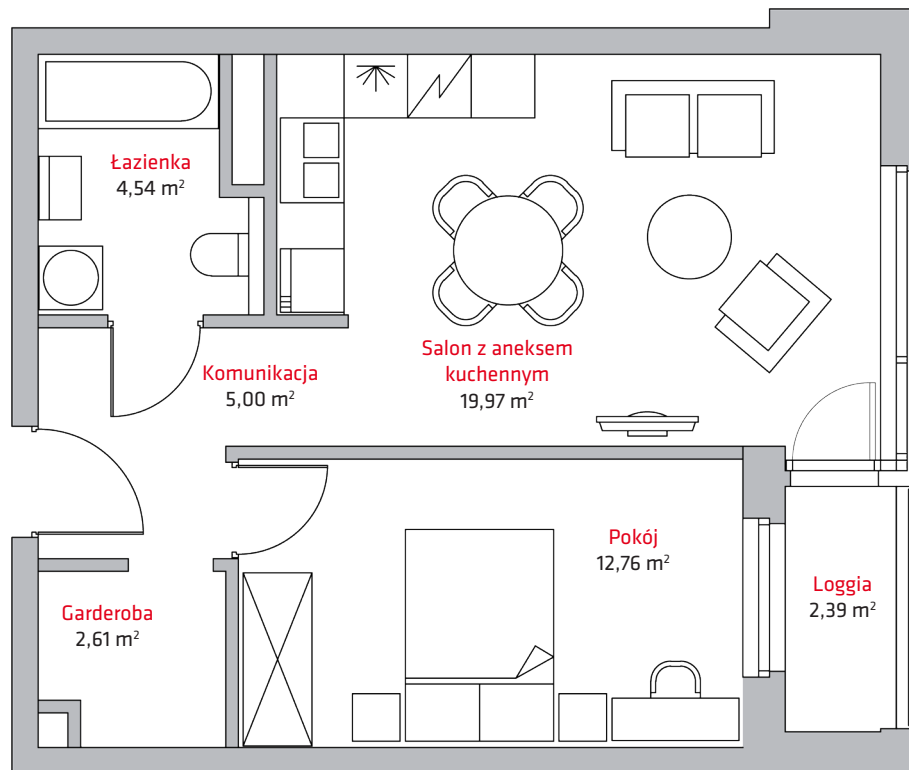 Łazienka
4,54 m²
Komunikacja
5,00 m²
Salon z aneksem
kuchennym
19,97 m²
Pokój
12,76 m²
Loggia
2,39 m²
Garderoba
2,61 m²